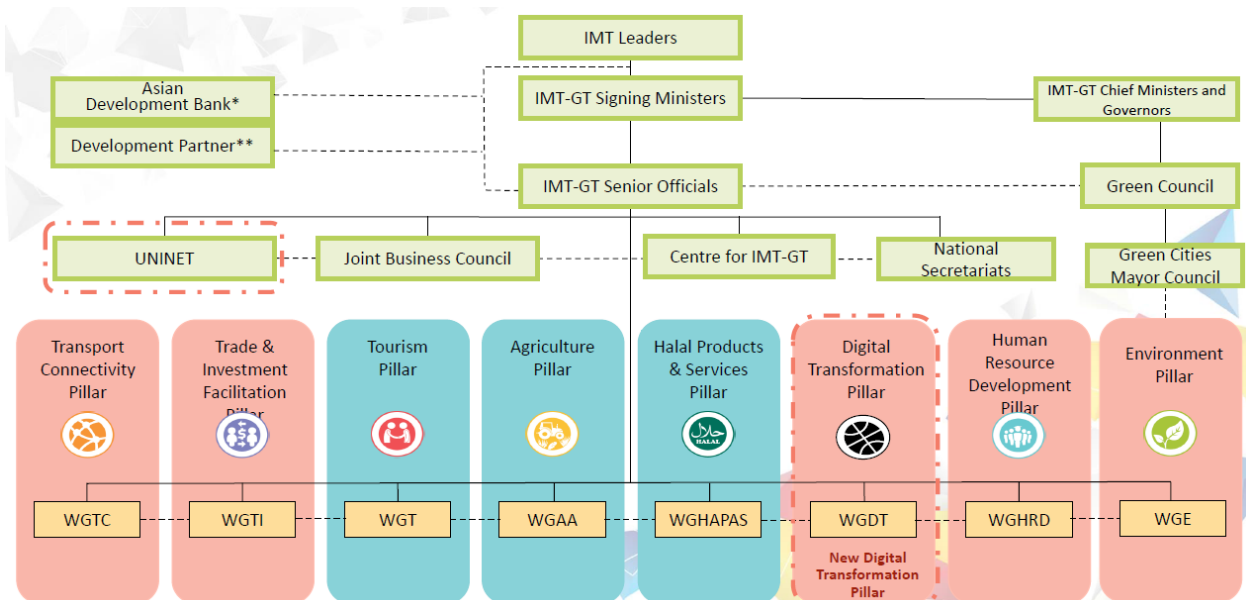 IMT Leaders
Asian
Development Bank*
IMT-GT Signing Ministers
IMT-GT Chief Ministers and
Governors
Development Partner**
IMT-GT Senior Officials
Green Council
UNINET
Joint Business Council
Centre for IMT-GT
National
Secretariats
Green Cities
Mayor Council
Transport
Connectivity
Pillar
Trade &
Investment
Facilitation
Pillar
Tourism
Pillar
Agriculture
Pillar
Halal Products
& Services
Pillar
حلال
HALAL
Digital
Transformation
Pillar
Human
Resource
Development
Pillar
Environment
Pillar
WGTC
WGTI
WGT
WGAA
WGHAPAS
WGDT
WGHRD
WGE
New Digital
Transformation
Pillar